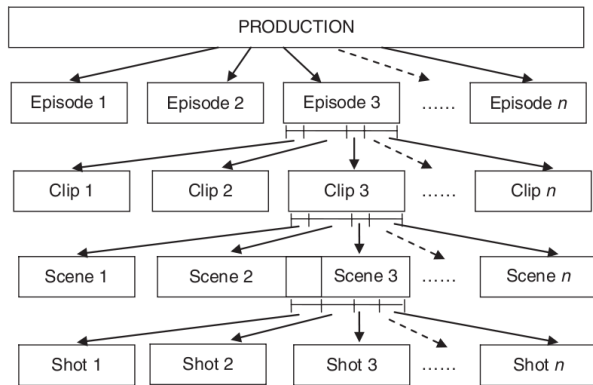 PRODUCTION
Episode 1 Episode 2 Episode 3 ...... Episode n
Clip 1 Clip 2 Clip 3 ...... Clip n
Scene 1 Scene 2 Scene 3 ...... Scene n
Shot 1 Shot 2 Shot 3 ...... Shot n